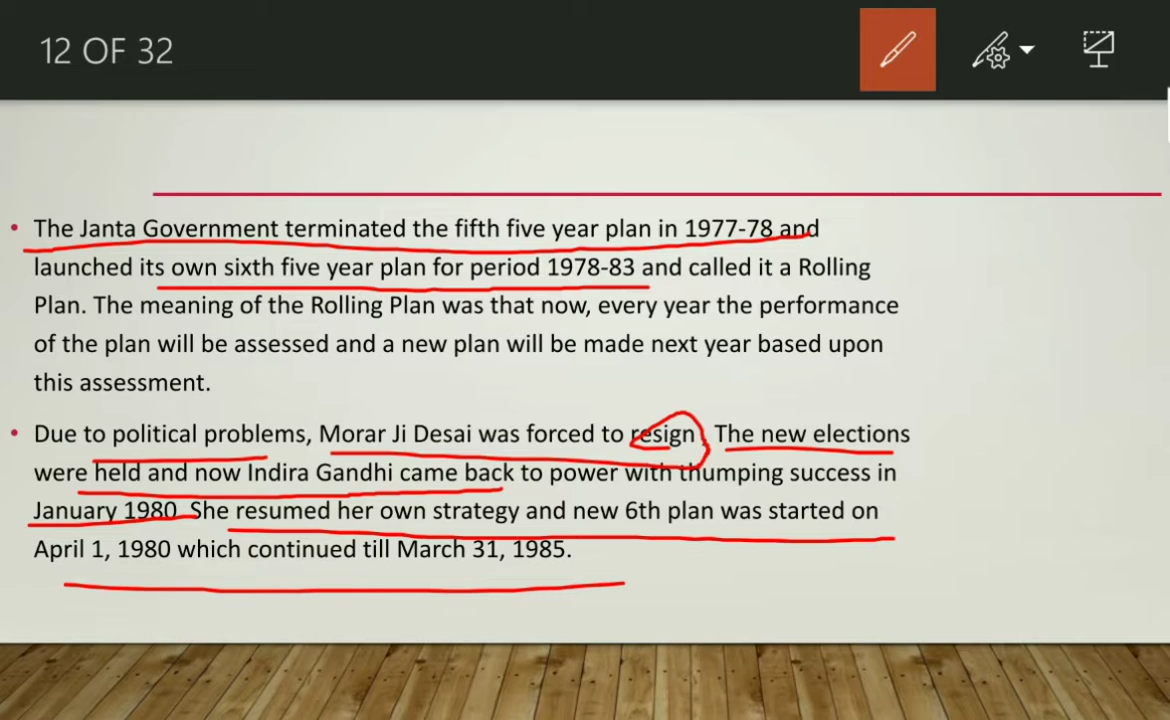 12 OF 32
• The Janta Government terminated the fifth five year plan in 1977-78 and
launched its own sixth five year plan for period 1978-83 and called it a Rolling
Plan. The meaning of the Rolling Plan was that now, every year the performance
of the plan will be assessed and a new plan will be made next year based upon
this assessment.
• Due to political problems, Morar Ji Desai was forced to resign. The new elections
were held and now Indira Gandhi came back to power with thumping success in
January 1980. She resumed her own strategy and new 6th plan was started on
April 1, 1980 which continued till March 31, 1985.